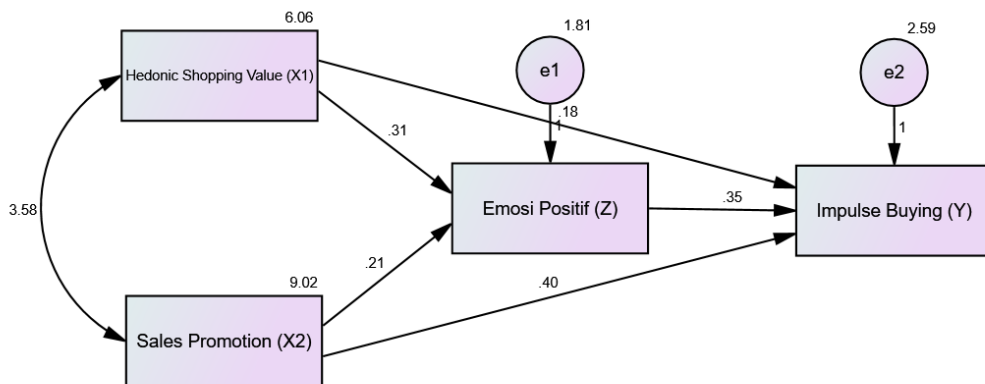 6.06
Hedonic Shopping Value (X1)
1.81
e1
2.59
e2
.18
1
1
.31
Emosi Positif (Z)
.35
Impulse Buying (Y)
3.58
.21
9.02
.40
Sales Promotion (X2)